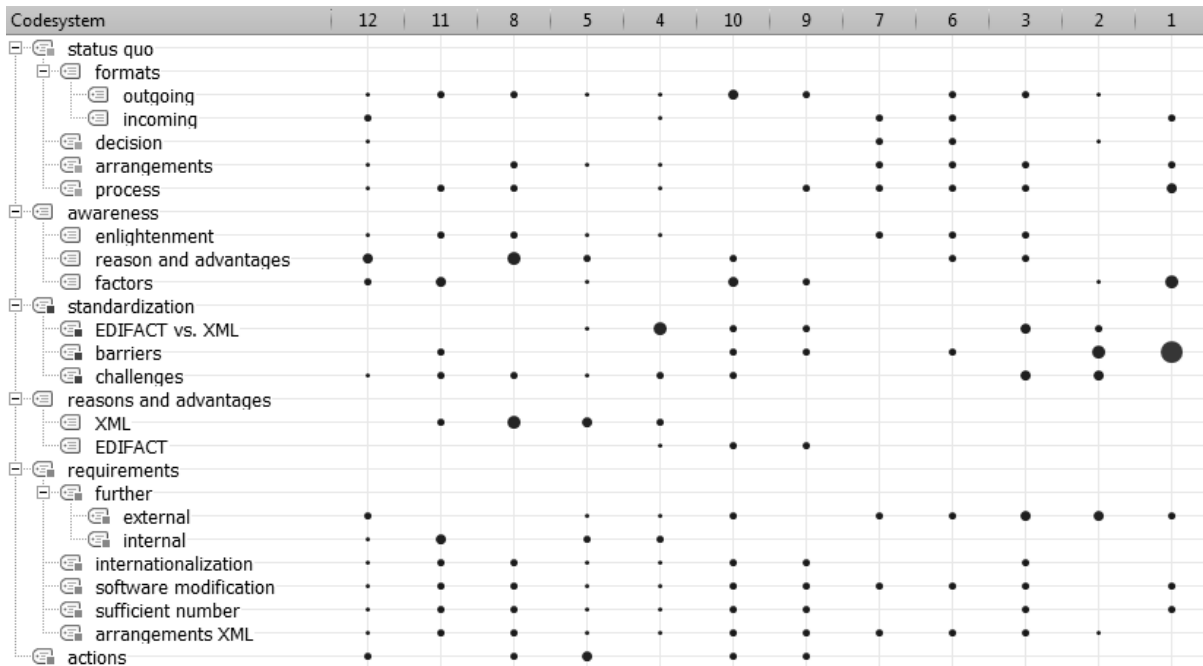 Codesystem 12 11 8 5 4 10 9 7 6 3 2 1
status quo
formats
outgoing
incoming
decision
arrangements
process
awareness
enlightenment
reason and advantages
factors
standardization
EDIFACT vs. XML
barriers
challenges
reasons and advantages
XML
EDIFACT
requirements
further
external
internal
internationalization
software modification
sufficient number
arrangements XML
actions